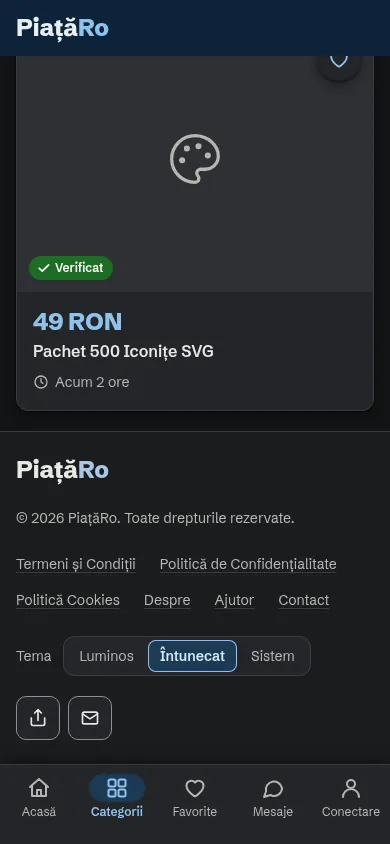 PiațăRo
Verificat
49 RON
Pachet 500 Iconițe SVG
Acum 2 ore
PiațăRo
© 2026 PiațăRo. Toate drepturile rezervate.
Termeni și Condiții Politică de Confidențialitate
Politică Cookies Despre Ajutor Contact
Tema Luminos Întunecat Sistem
Acasă Categorii Favorite Mesaje Conectare